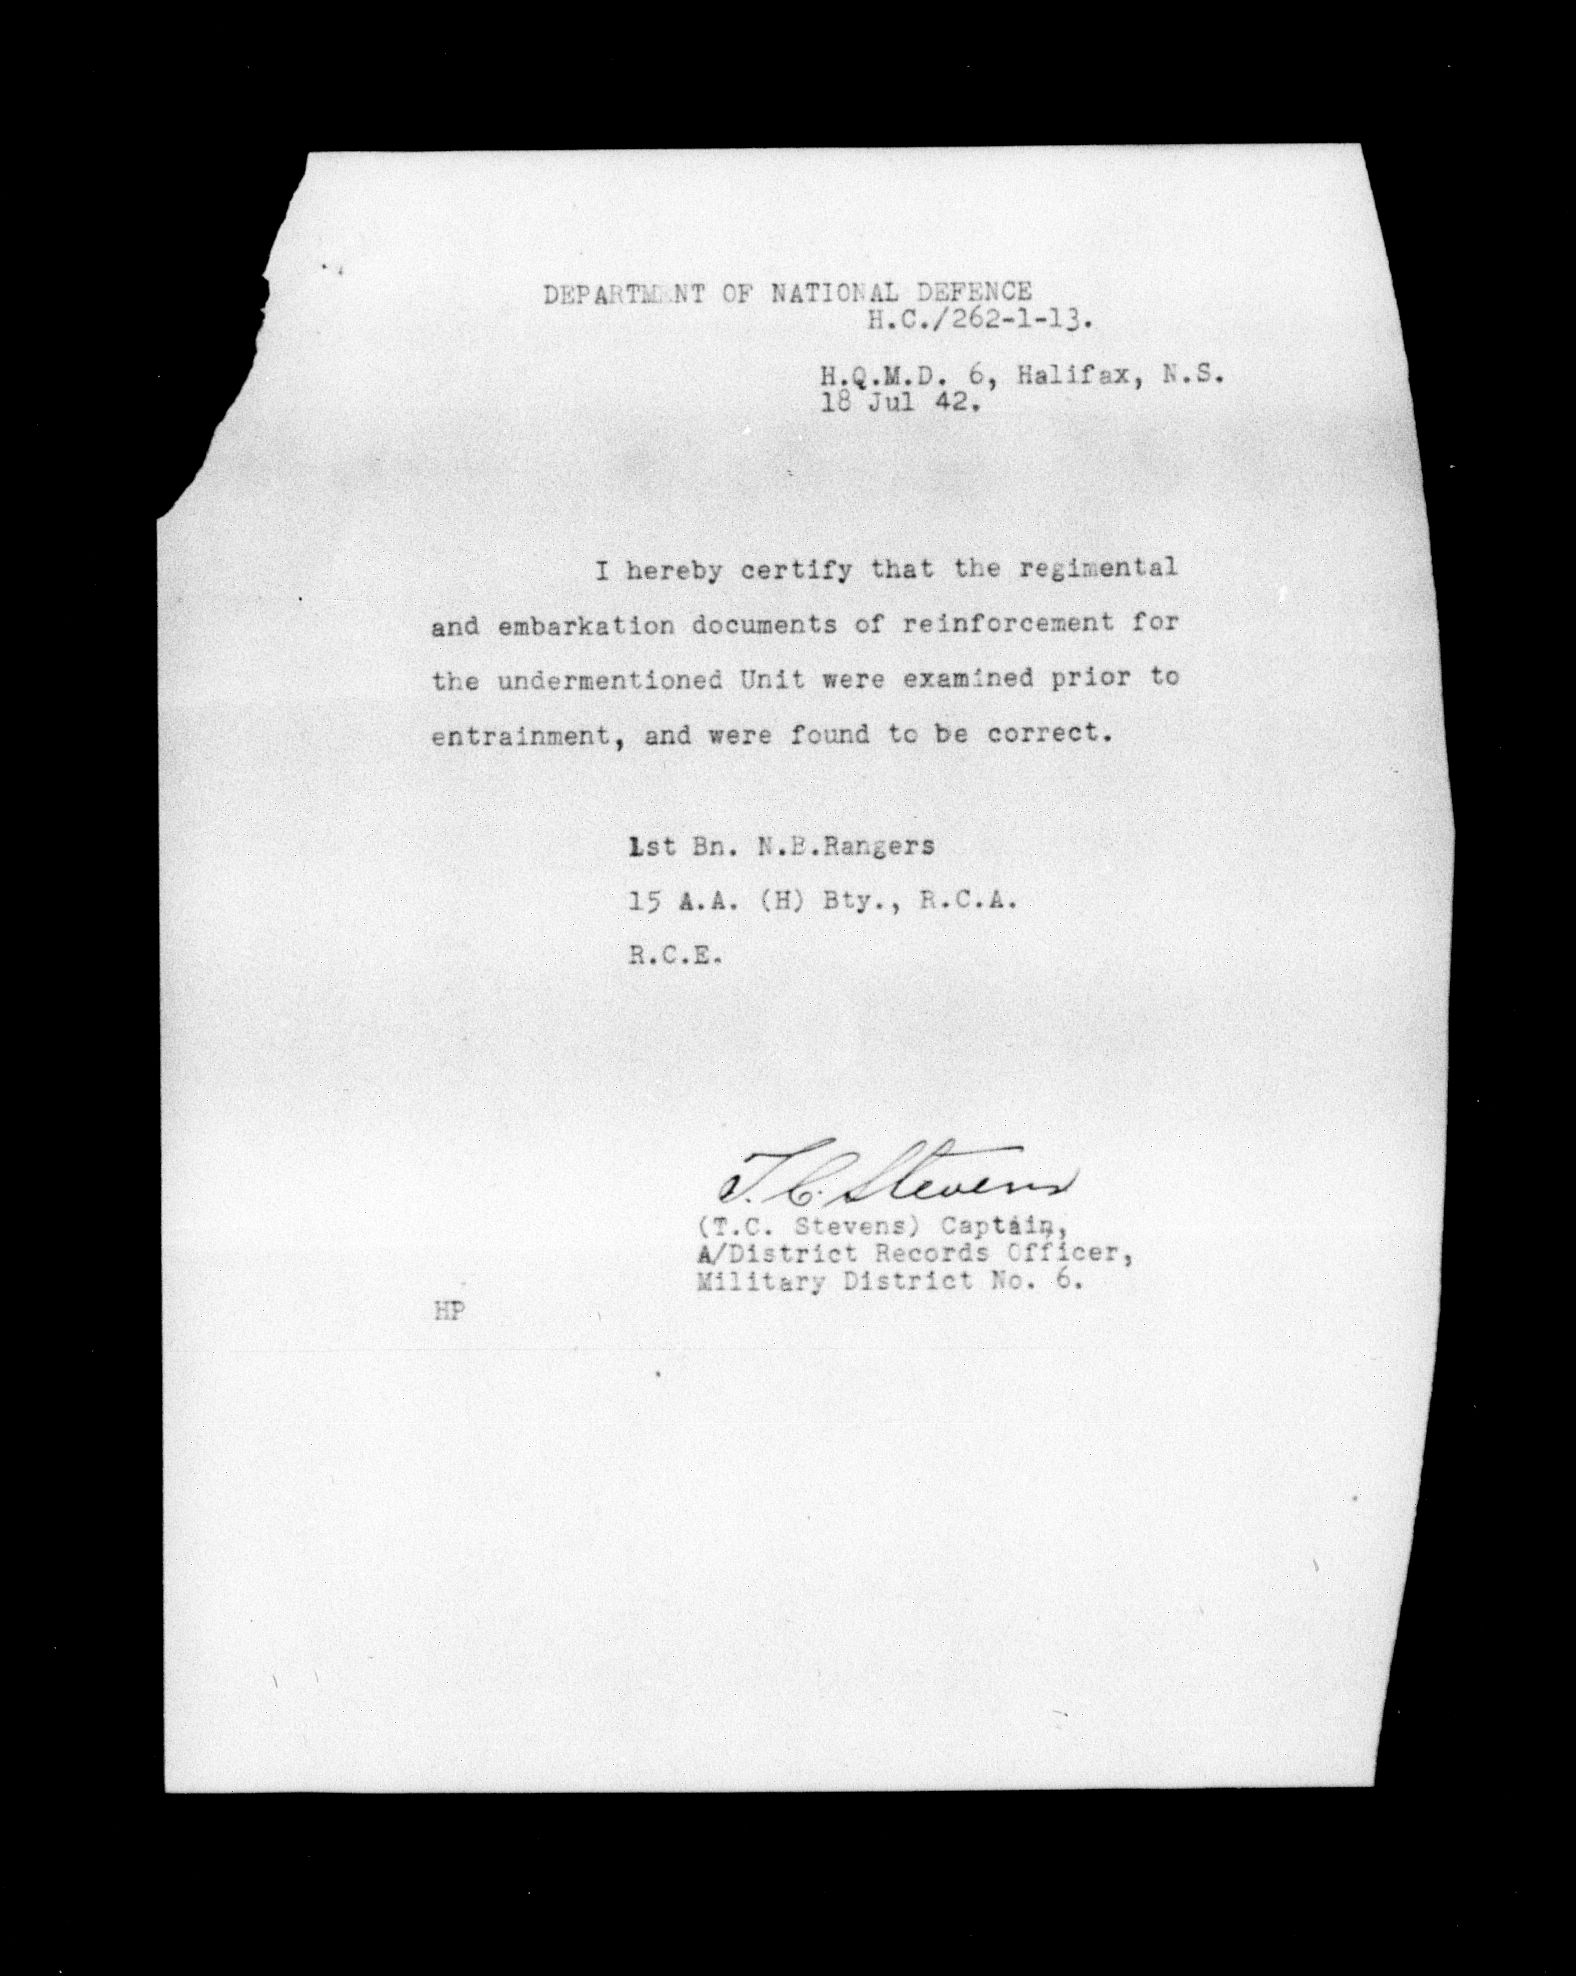 DEPARTMENT OF NATIONAL DEFENCE
H.C./262-1-13.
H.Q.M.D. 6, Halifax, N.S.
18 Jul 42.
I hereby certify that the regimental
and embarkation documents of reinforcement for
the undermentioned Unit were examined prior to
entrainment, and were found to be correct.
1st Bn. N.B.Rangers
15 A.A. (H) Bty., R.C.A.
R.C.E.
T.C. Stevens
(T.C. Stevens) Captain,
A/District Records Officer,
Military District No. 6.
HP